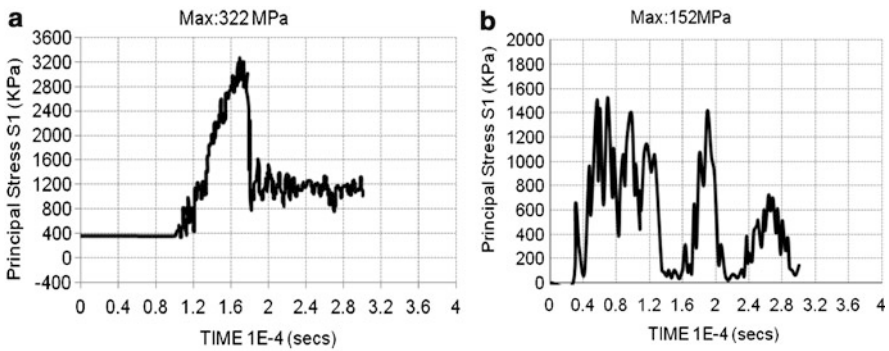 a
Max:322 MPa
Principal Stress S1 (KPa)
3600
3200
2800
2400
2000
1600
1200
800
400
0
-400
0 0.4 0.8 1.2 1.6 2 2.4 2.8 3.2 3.6 4
TIME 1E-4 (secs)
b
Max:152MPa
Principal Stress S1 (KPa)
2000
1800
1600
1400
1200
1000
800
600
400
200
0
0 0.4 0.8 1.2 1.6 2 2.4 2.8 3.2 3.6 4
TIME 1E-4 (secs)